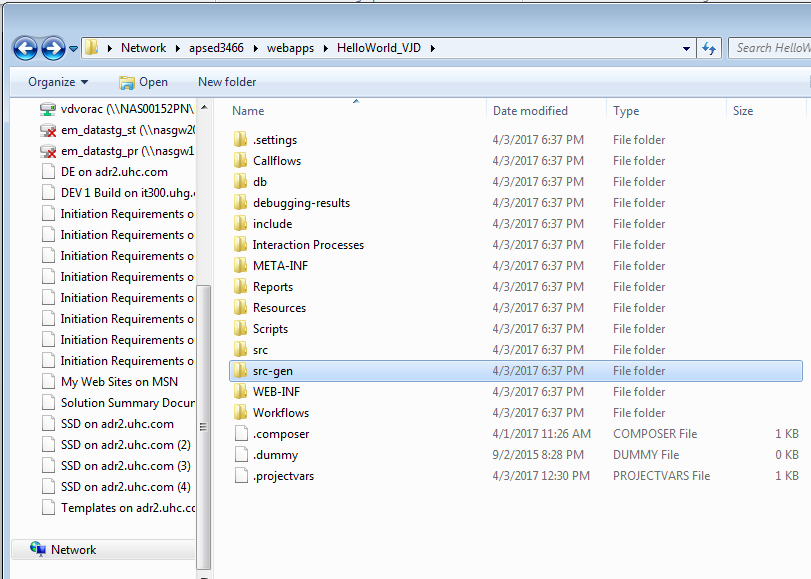 Network ▸ apsed3466 ▸ webapps ▸ HelloWorld_VJD ▸
Search HelloW
Organize Open New folder
vdvorac (\\NAS00152PN\
em_datastg_st (\\nasgw20
em_datastg_pr (\\nasgw1
DE on adr2.uhc.com
DEV 1 Build on it300.uhg.
Initiation Requirements o
Initiation Requirements o
Initiation Requirements o
Initiation Requirements o
Initiation Requirements o
Initiation Requirements o
Initiation Requirements o
Initiation Requirements o
My Web Sites on MSN
Solution Summary Docun
SSD on adr2.uhc.com
SSD on adr2.uhc.com (2)
SSD on adr2.uhc.com (3)
SSD on adr2.uhc.com (4)
Templates on adr2.uhc.co
Network
Name Date modified Type Size
.settings 4/3/2017 6:37 PM File folder
Callflows 4/3/2017 6:37 PM File folder
db 4/3/2017 6:37 PM File folder
debugging-results 4/3/2017 6:37 PM File folder
include 4/3/2017 6:37 PM File folder
Interaction Processes 4/3/2017 6:37 PM File folder
META-INF 4/3/2017 6:37 PM File folder
Reports 4/3/2017 6:37 PM File folder
Resources 4/3/2017 6:37 PM File folder
Scripts 4/3/2017 6:37 PM File folder
src 4/3/2017 6:37 PM File folder
src-gen 4/3/2017 6:37 PM File folder
WEB-INF 4/3/2017 6:37 PM File folder
Workflows 4/3/2017 6:37 PM File folder
.composer 4/1/2017 11:26 AM COMPOSER File 1 KB
.dummy 9/2/2015 8:28 PM DUMMY File 0 KB
.projectvars 4/3/2017 12:30 PM PROJECTVARS File 1 KB